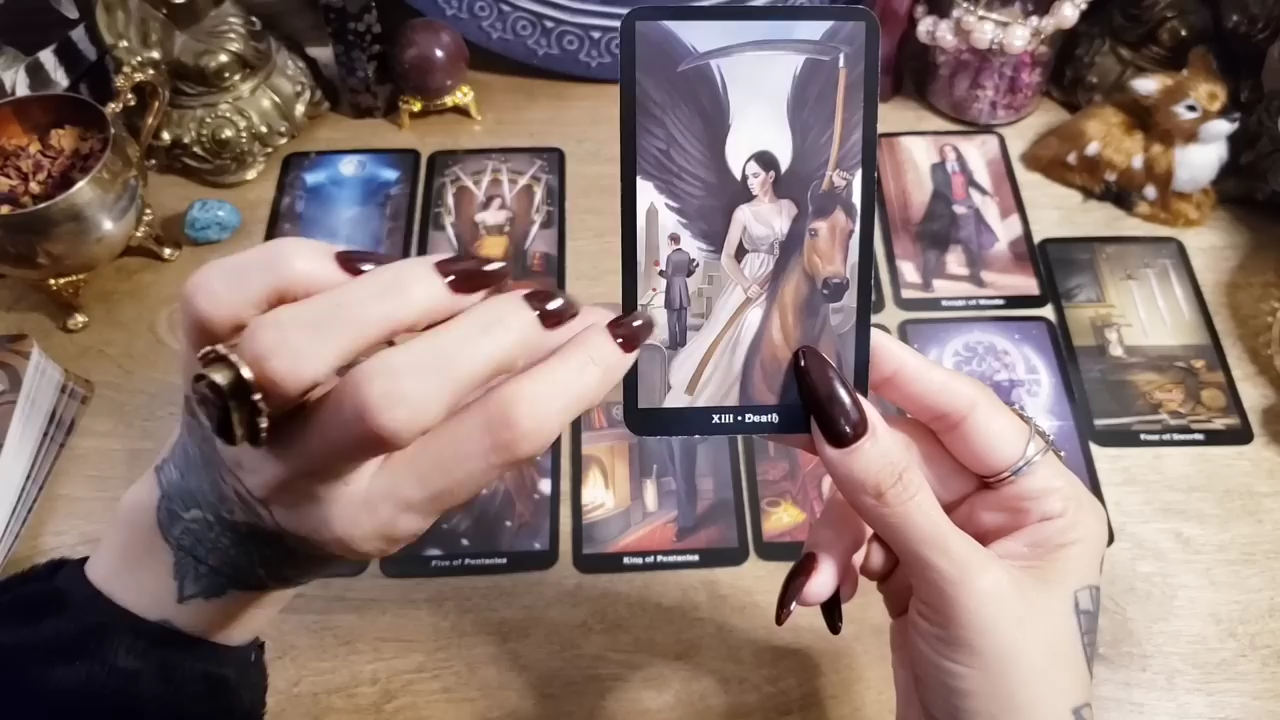 XIII • Death
Knight of Wands
Four of Swords
Five of Pentacles
King of Pentacles